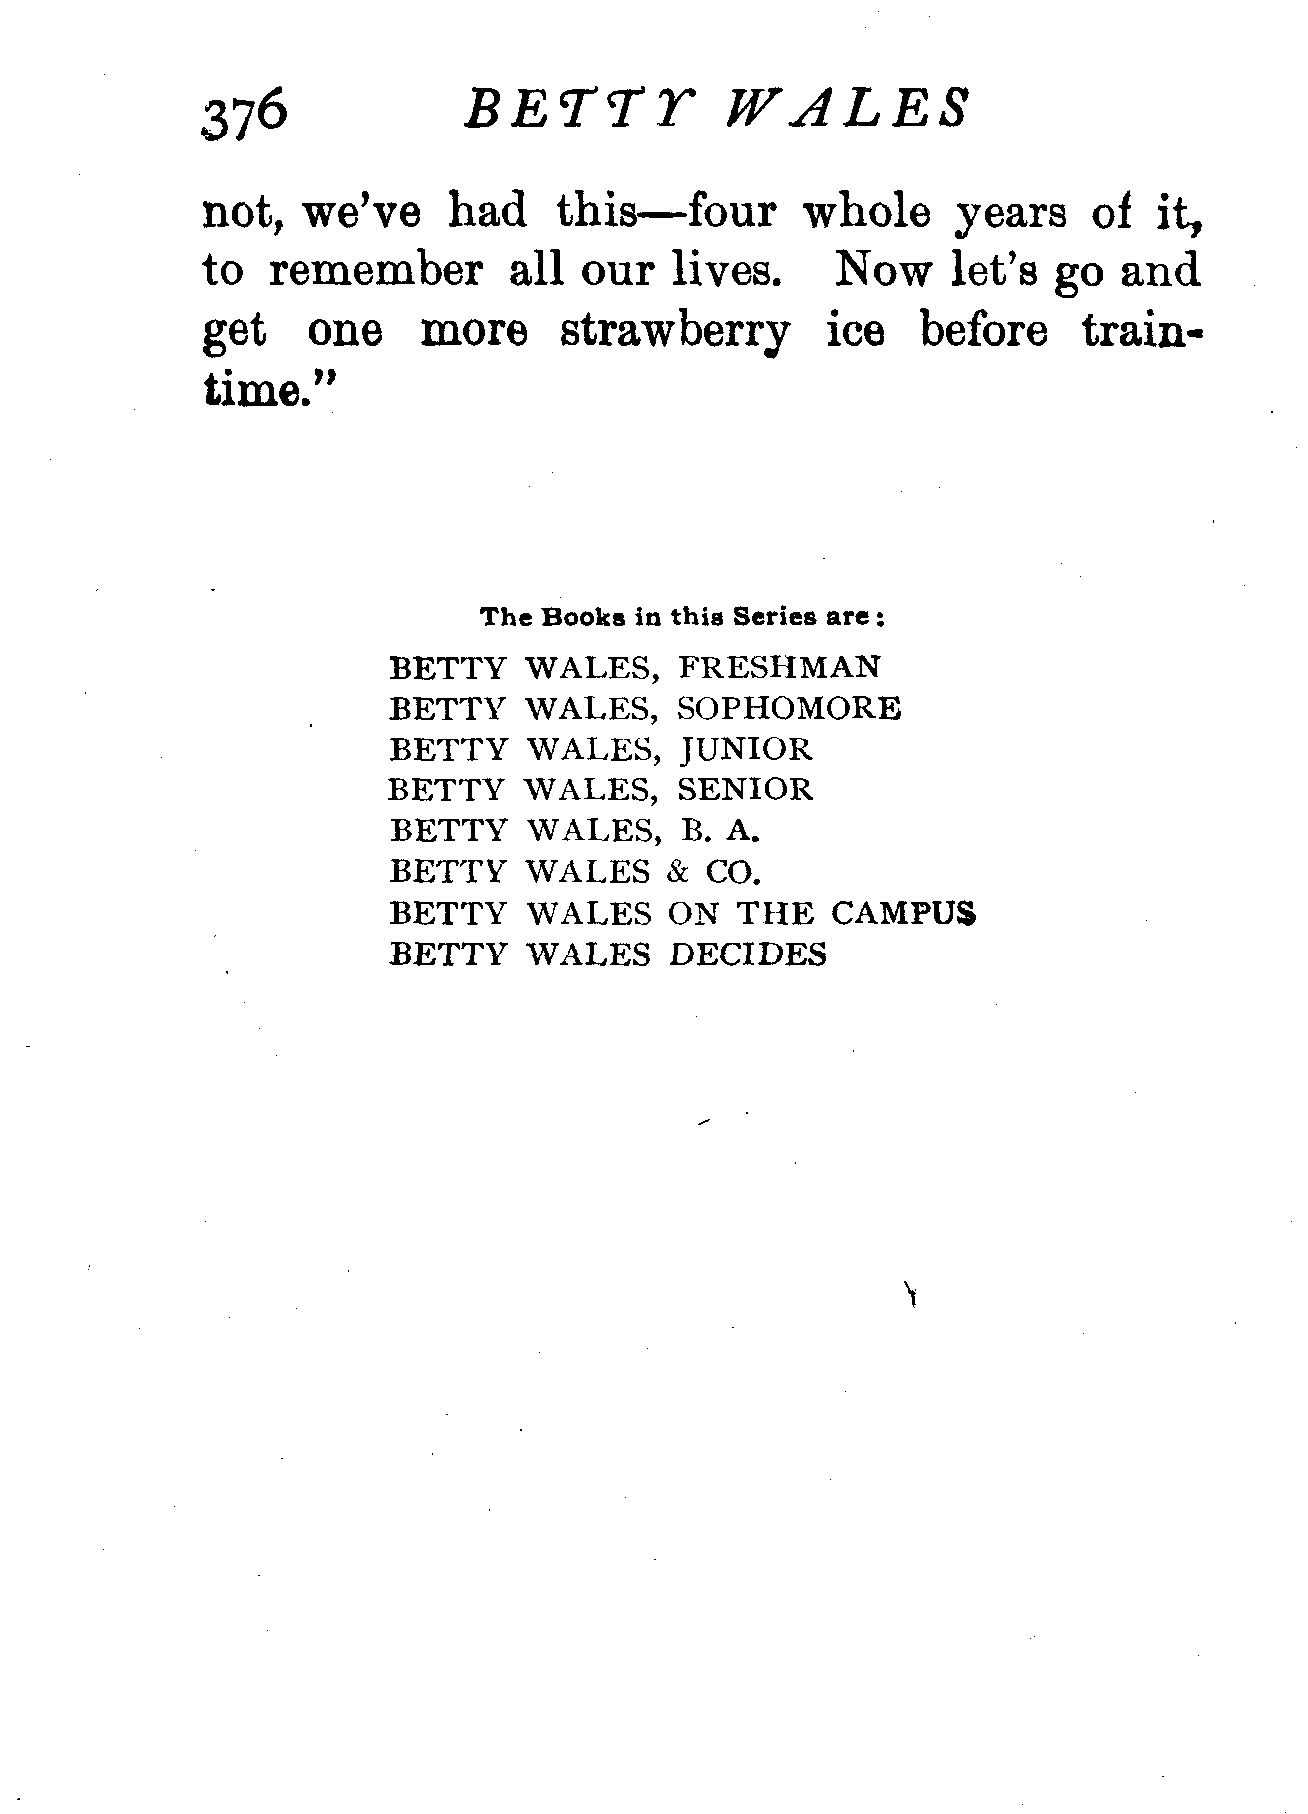 376 BETTY WALES
not, we've had this—four whole years of it,
to remember all our lives. Now let's go and
get one more strawberry ice before train-
time."
The Books in this Series are:
BETTY WALES, FRESHMAN
BETTY WALES, SOPHOMORE
BETTY WALES, JUNIOR
BETTY WALES, SENIOR
BETTY WALES, B. A.
BETTY WALES & CO.
BETTY WALES ON THE CAMPUS
BETTY WALES DECIDES